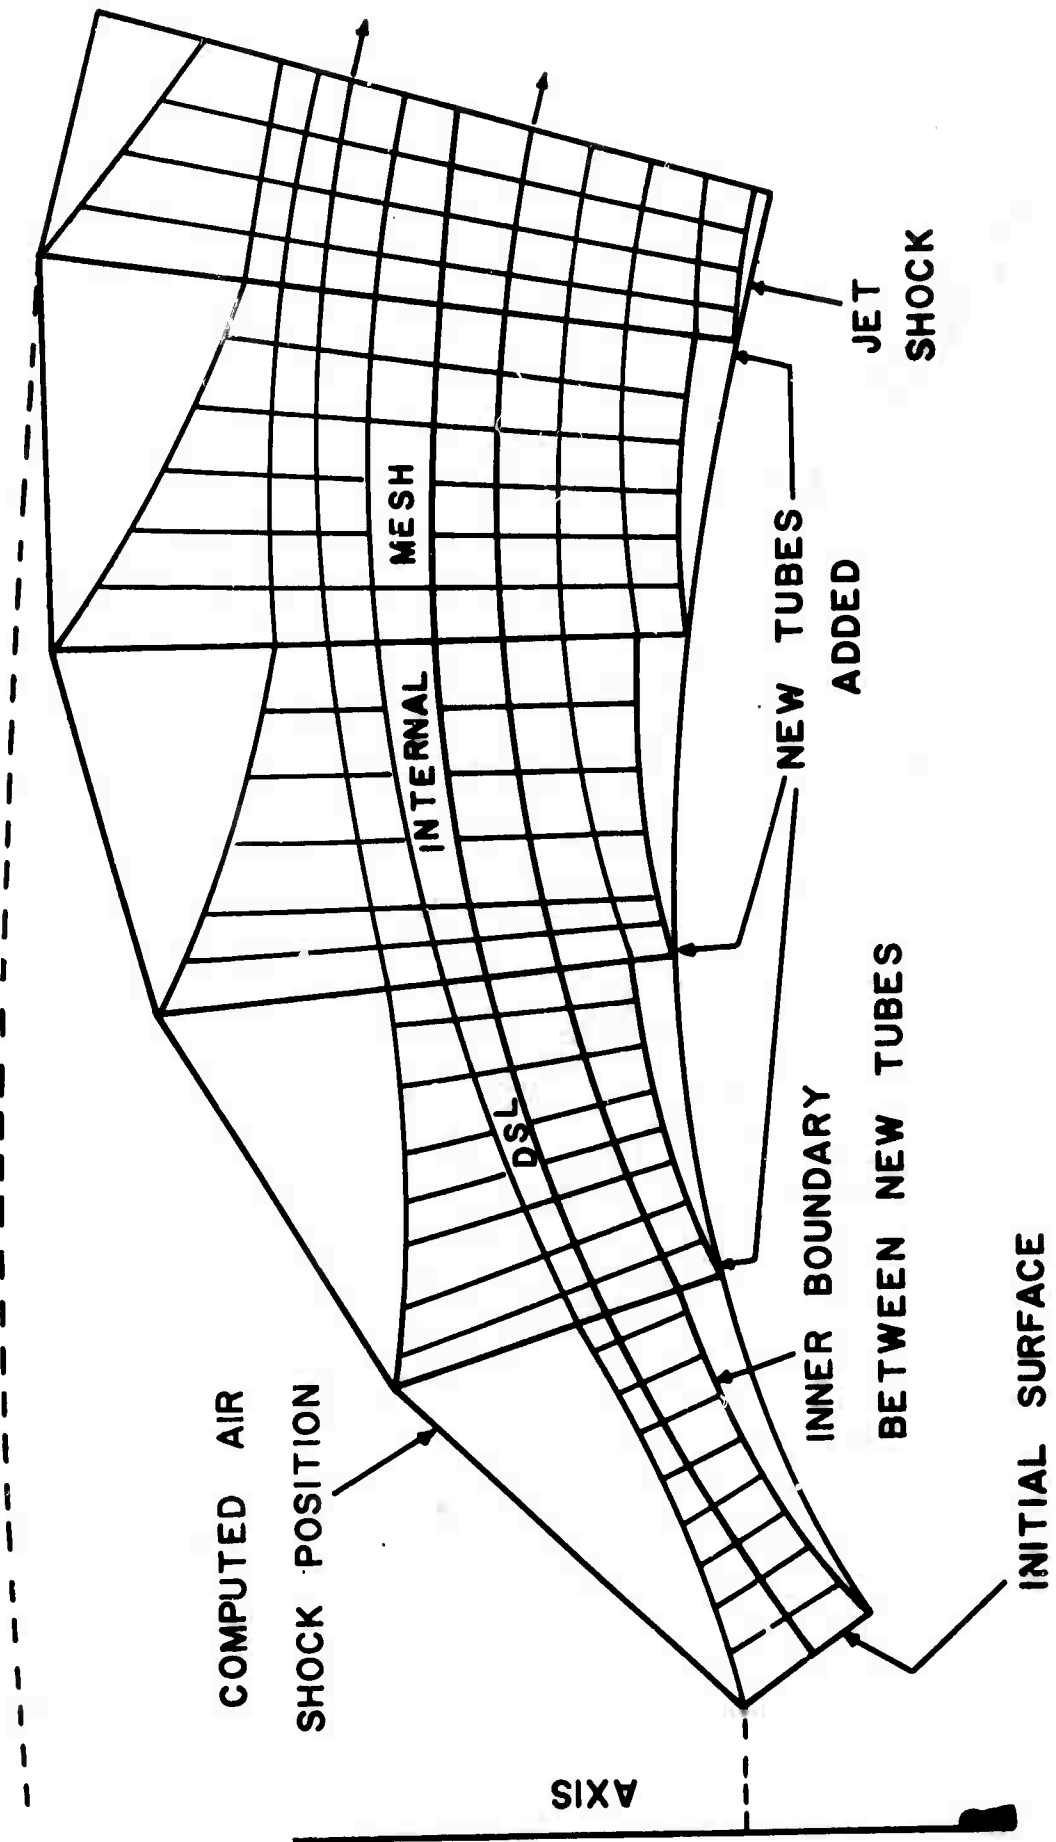 COMPUTED AIR
SHOCK POSITION
AXIS
DSL
INTERNAL
MESH
JET
SHOCK
NEW TUBES
ADDED
INNER BOUNDARY
BETWEEN NEW TUBES
INITIAL SURFACE